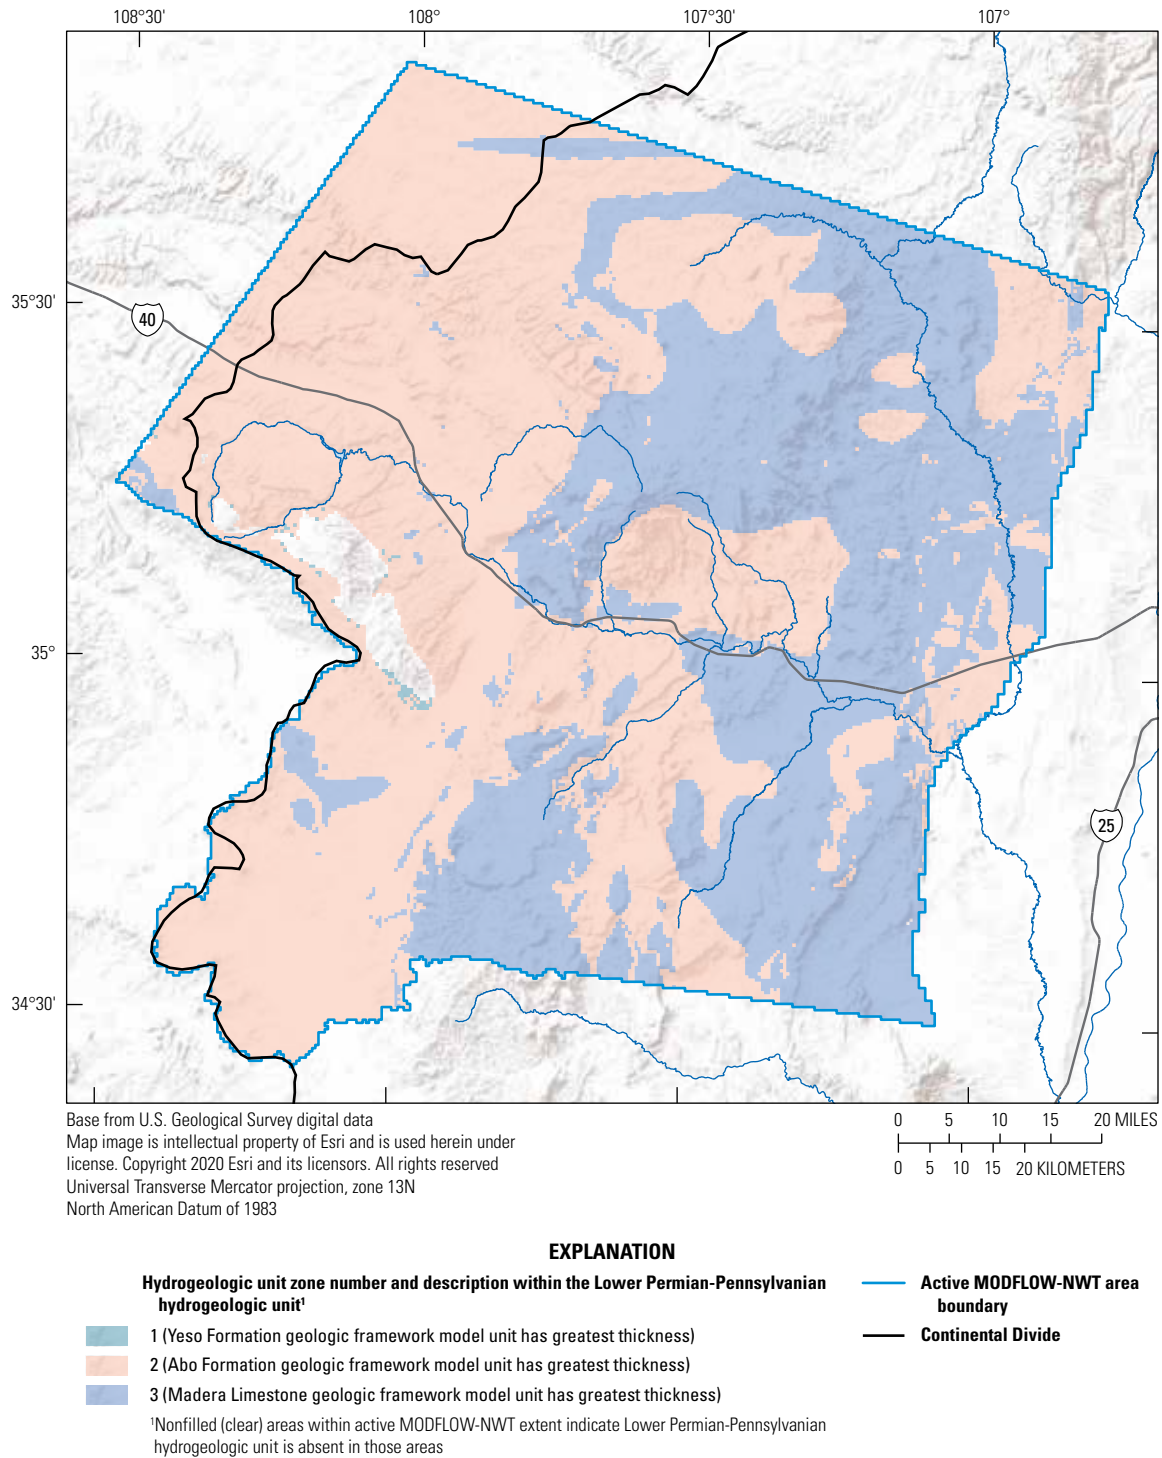 108°30'
108°
107°30'
107°
35°30'
40
35°
25
34°30'
Base from U.S. Geological Survey digital data
Map image is intellectual property of Esri and is used herein under
license. Copyright 2020 Esri and its licensors. All rights reserved
Universal Transverse Mercator projection, zone 13N
North American Datum of 1983
0 5 10 15 20 MILES
0 5 10 15 20 KILOMETERS
EXPLANATION
Hydrogeologic unit zone number and description within the Lower Permian-Pennsylvanian
hydrogeologic unit¹
1 (Yeso Formation geologic framework model unit has greatest thickness)
2 (Abo Formation geologic framework model unit has greatest thickness)
3 (Madera Limestone geologic framework model unit has greatest thickness)
¹Nonfilled (clear) areas within active MODFLOW-NWT extent indicate Lower Permian-Pennsylvanian
hydrogeologic unit is absent in those areas
Active MODFLOW-NWT area
boundary
Continental Divide